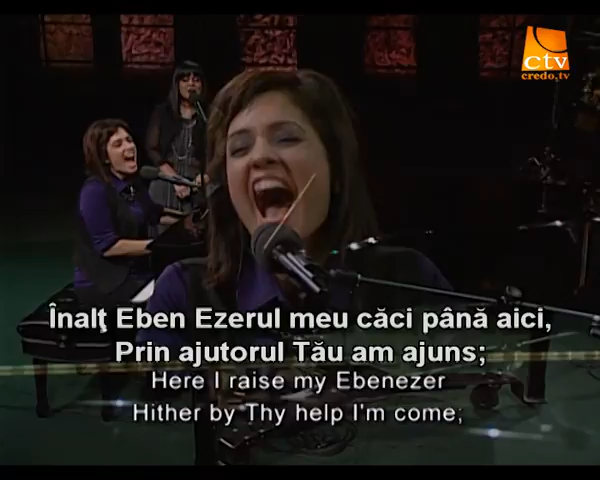 ctv
credo.tv
Înalţ Eben Ezerul meu căci până aici,
Prin ajutorul Tău am ajuns;
Here I raise my Ebenezer
Hither by Thy help I'm come;